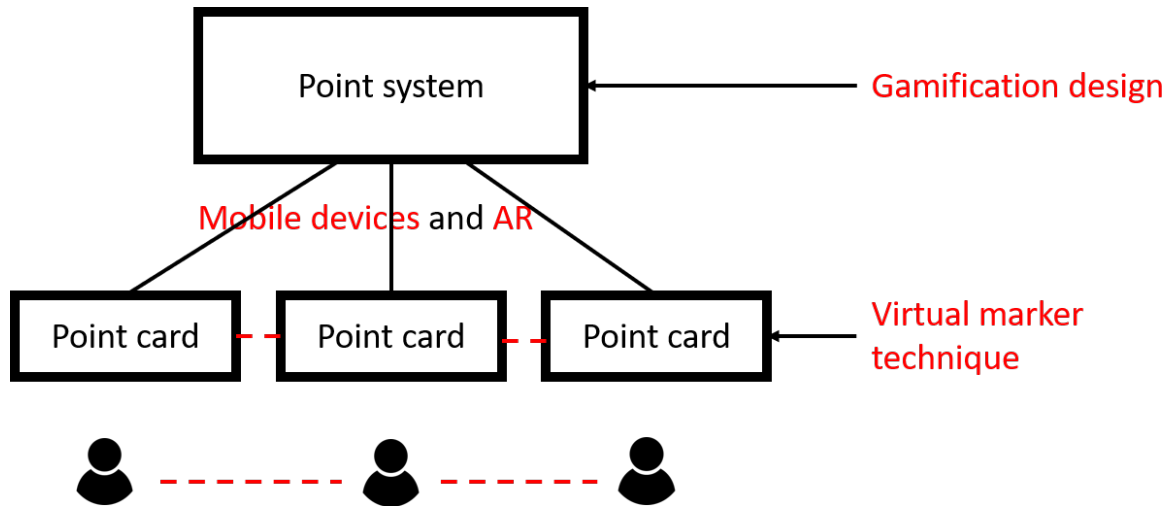 Point system
Gamification design
Mobile devices and AR
Point card
Point card
Point card
Virtual marker
technique